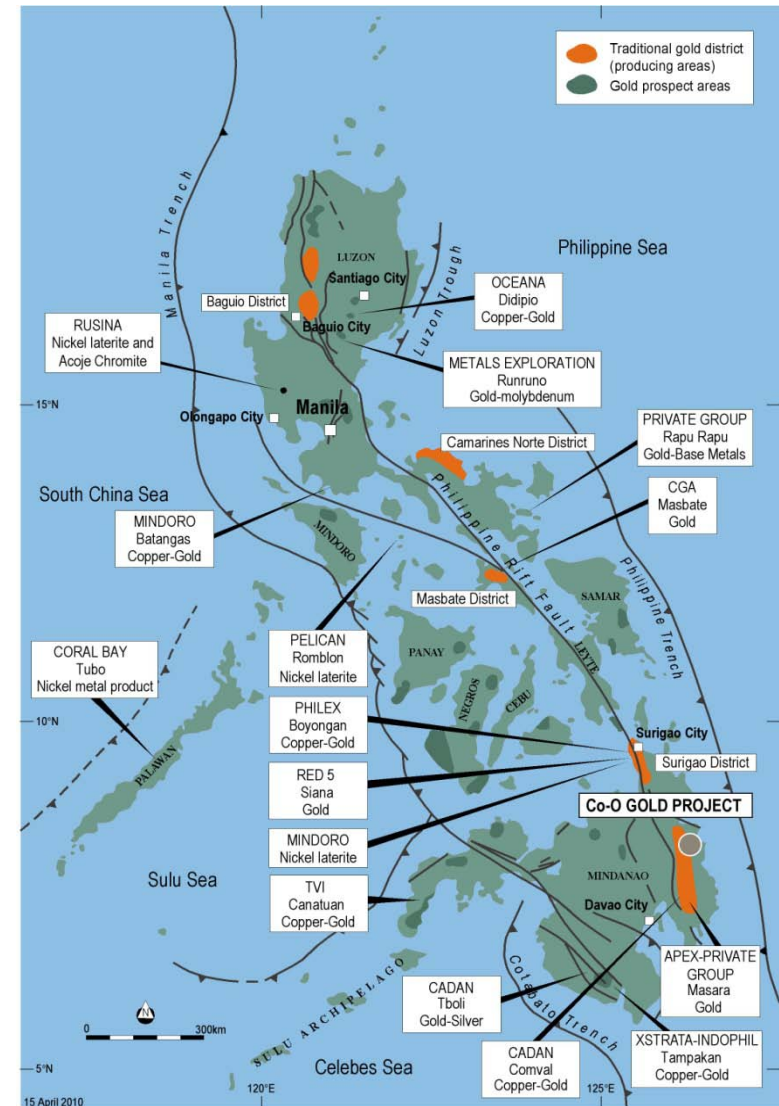 Traditional gold district
(producing areas)
Gold prospect areas
Manila Trench
Philippine Sea
LUZON
Santiago City
Luzon Trough
OCEANA
Didipio
Copper-Gold
Baguio District
Baguio City
RUSINA
Nickel laterite and
Acoje Chromite
METALS EXPLORATION
Runruno
Gold-molybdenum
15°N
Manila
Olongapo City
PRIVATE GROUP
Rapu Rapu
Gold-Base Metals
Camarines Norte District
CGA
Masbate
Gold
South China Sea
Philippine Rift Fault
MINDORO
Batangas
Copper-Gold
MINDORO
Philippine Trench
Masbate District
SAMAR
CORAL BAY
Tubo
Nickel metal product
PELICAN
Romblon
Nickel laterite
PANAY
LEYTE
NEGROS
CEBU
PHILEX
Boyongan
Copper-Gold
10°N
Surigao City
Surigao District
PALAWAN
RED 5
Siana
Gold
Co-O GOLD PROJECT
MINDORO
Nickel laterite
Sulu Sea
TVI
Canatuan
Copper-Gold
MINDANAO
Davao City
APEX-PRIVATE
GROUP
Masara
Gold
CADAN
Tboli
Gold-Silver
Cotabato Trench
SULU ARCHIPELAGO
N
0 300km
XSTRATA-INDOPHIL
Tampakan
Copper-Gold
CADAN
Comval
Copper-Gold
Celebes Sea
5°N
15 April 2010
120°E
125°E